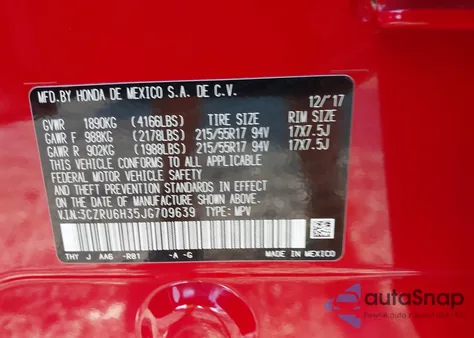 MFD.BY HONDA DE MEXICO S.A. DE C.V.
12/'17
GVWR 1890KG (4166LBS) TIRE SIZE RIM SIZE
GAWR F 988KG (2178LBS) 215/55R17 94V 17X7.5J
GAWR R 902KG (1988LBS) 215/55R17 94V 17X7.5J
THIS VEHICLE CONFORMS TO ALL APPLICABLE
FEDERAL MOTOR VEHICLE SAFETY
AND THEFT PREVENTION STANDARDS IN EFFECT
ON THE DATE OF MANUFACTURE SHOWN ABOVE.
V.I.N:3CZRU6H35JG709639 TYPE: MPV
THY J AA6 -R81 -A -G MADE IN MEXICO
autoSnap